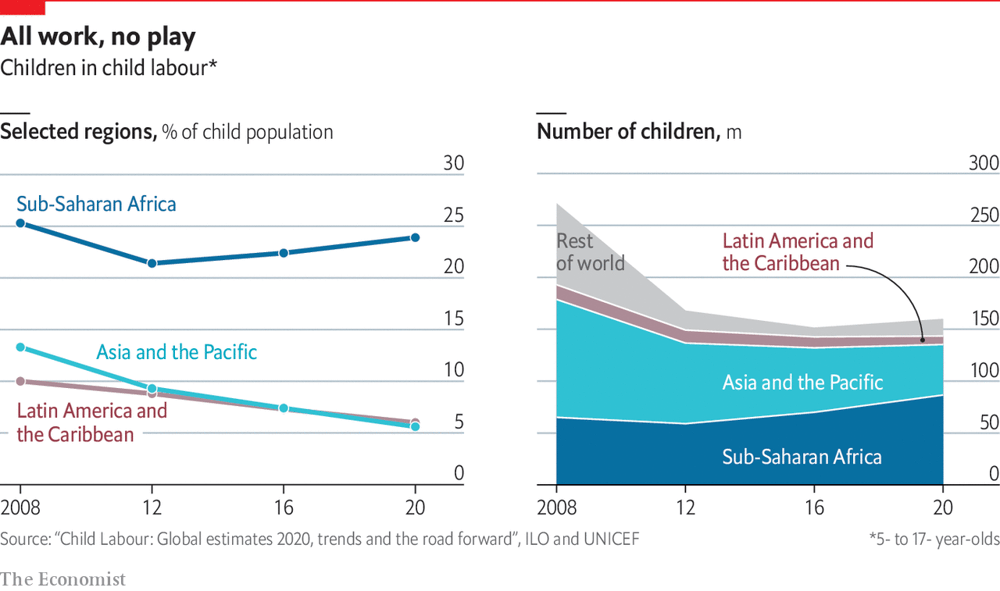 All work, no play
Children in child labour*
Selected regions, % of child population
30
Sub-Saharan Africa
25
20
15
Asia and the Pacific
10
Latin America and
the Caribbean
5
0
2008
12
16
20
Number of children, m
300
250
Rest
of world
Latin America and
the Caribbean
200
150
100
Asia and the Pacific
50
Sub-Saharan Africa
0
2008
12
16
20
Source: “Child Labour: Global estimates 2020, trends and the road forward”, ILO and UNICEF
*5- to 17- year-olds
The Economist